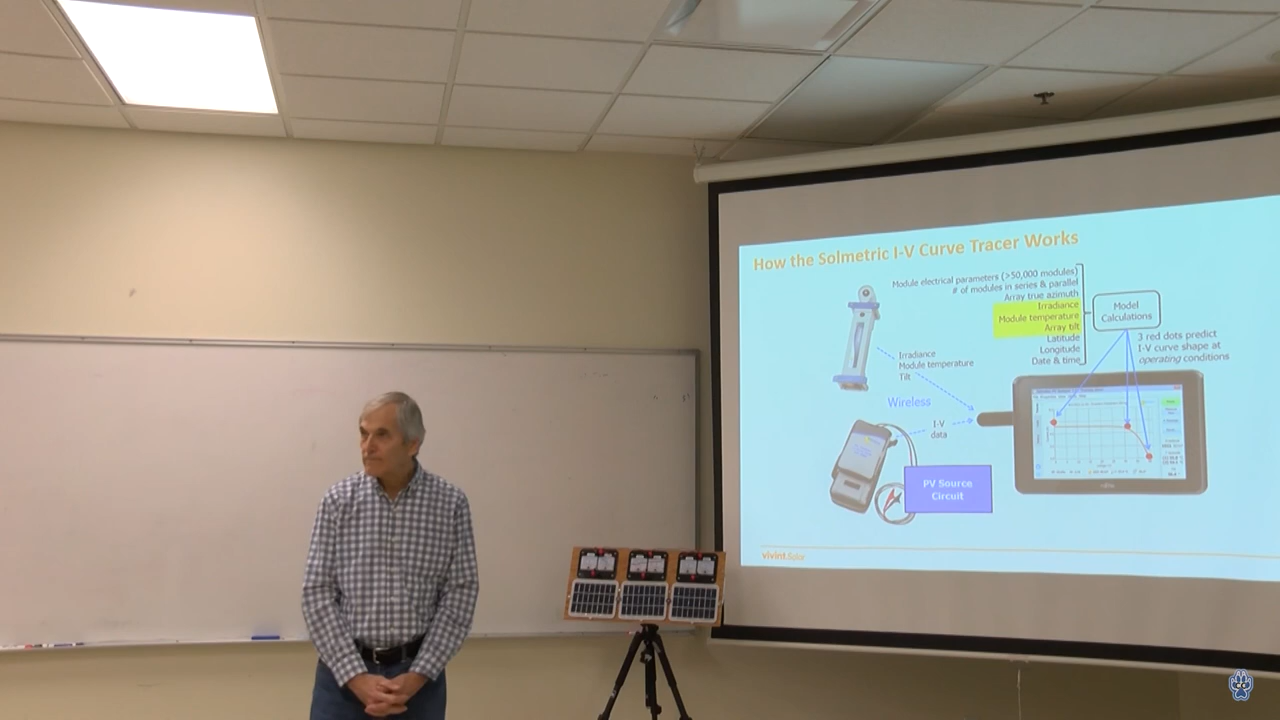 How the Solmetric I-V Curve Tracer Works
Module electrical parameters (>50,000 modules)
# of modules in series & parallel
Array true azimuth
Irradiance
Module temperature
Array tilt
Latitude
Longitude
Date & time
Model
Calculations
3 red dots predict
I-V curve shape at
operating conditions
Irradiance
Module temperature
Tilt
Wireless
I-V
data
PV Source
Circuit
vivint.Solar